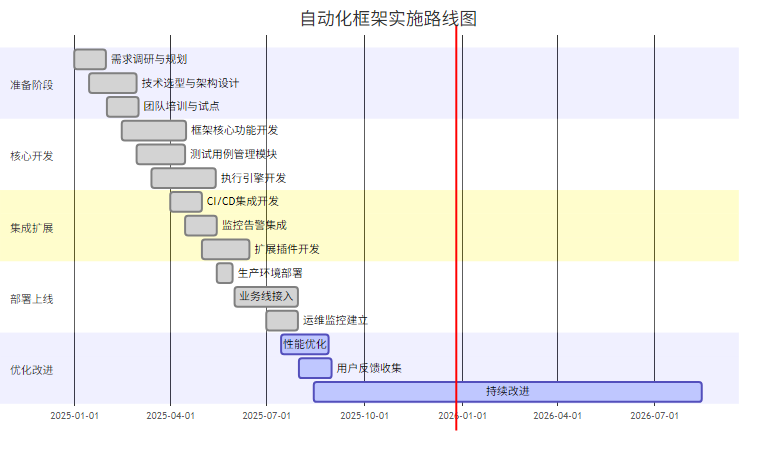 自动化框架实施路线图
准备阶段
需求调研与规划
技术选型与架构设计
团队培训与试点
核心开发
框架核心功能开发
测试用例管理模块
执行引擎开发
集成扩展
CI/CD集成开发
监控告警集成
扩展插件开发
部署上线
生产环境部署
业务线接入
运维监控建立
优化改进
性能优化
用户反馈收集
持续改进
2025-01-01 2025-04-01 2025-07-01 2025-10-01 2026-01-01 2026-04-01 2026-07-01